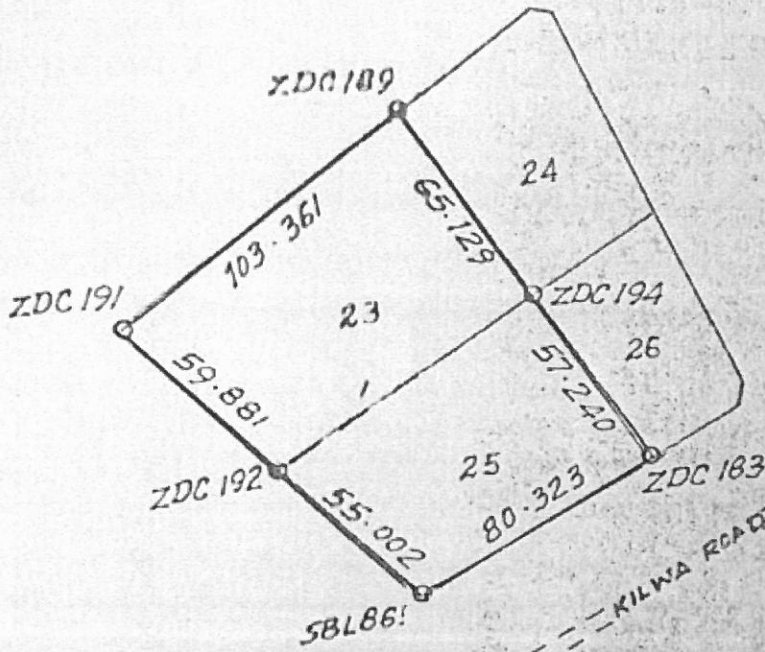 ZDC 189
24
65.129
103.361
ZDC 191
ZDC 194
23
26
59.881
57.240
25
ZDC 192
ZDC 183
80.323
55.002
KILWA ROAD
SBL86!